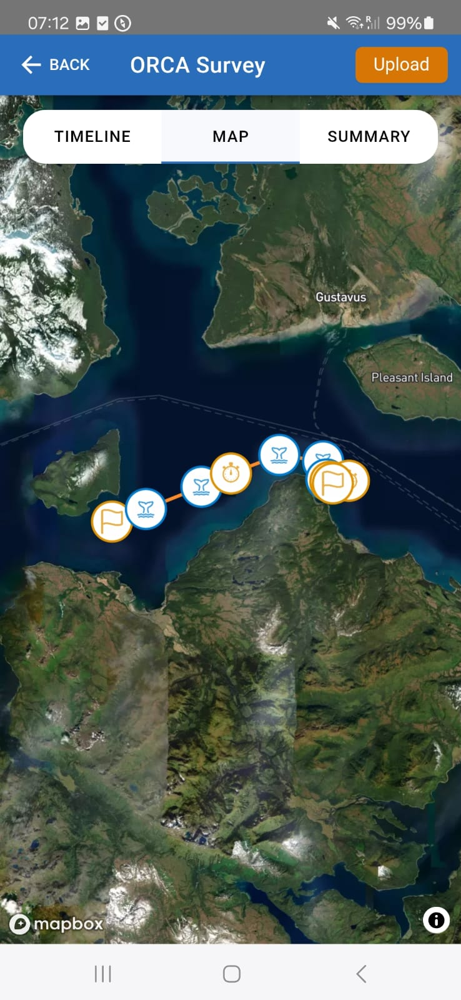 07:12
R
99%
BACK
ORCA Survey
Upload
TIMELINE
MAP
SUMMARY
Gustavus
Pleasant Island
mapbox